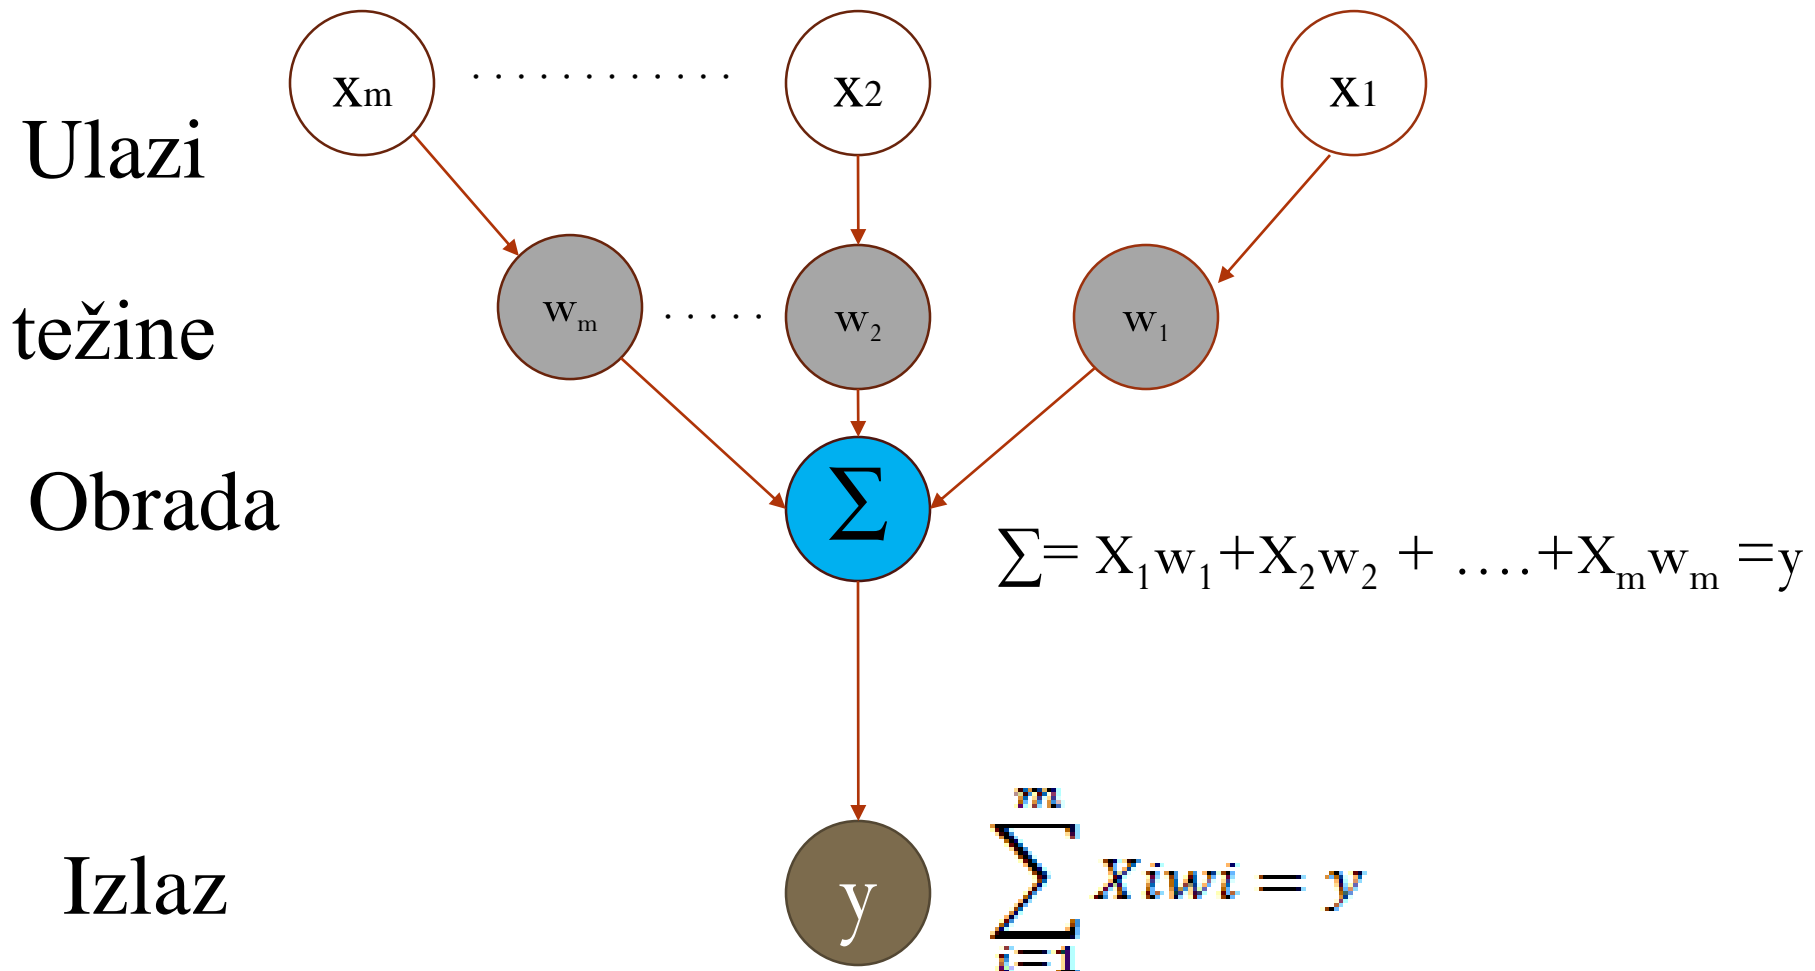 xm . . . . . . . . . . . . x2 x1
Ulazi
težine wₘ . . . . . w₂ w₁
Obrada Σ
∑= X₁w₁+X₂w₂ + ….+Xₘwₘ =y
m
Izlaz y ∑ Xiwi = y
i=1